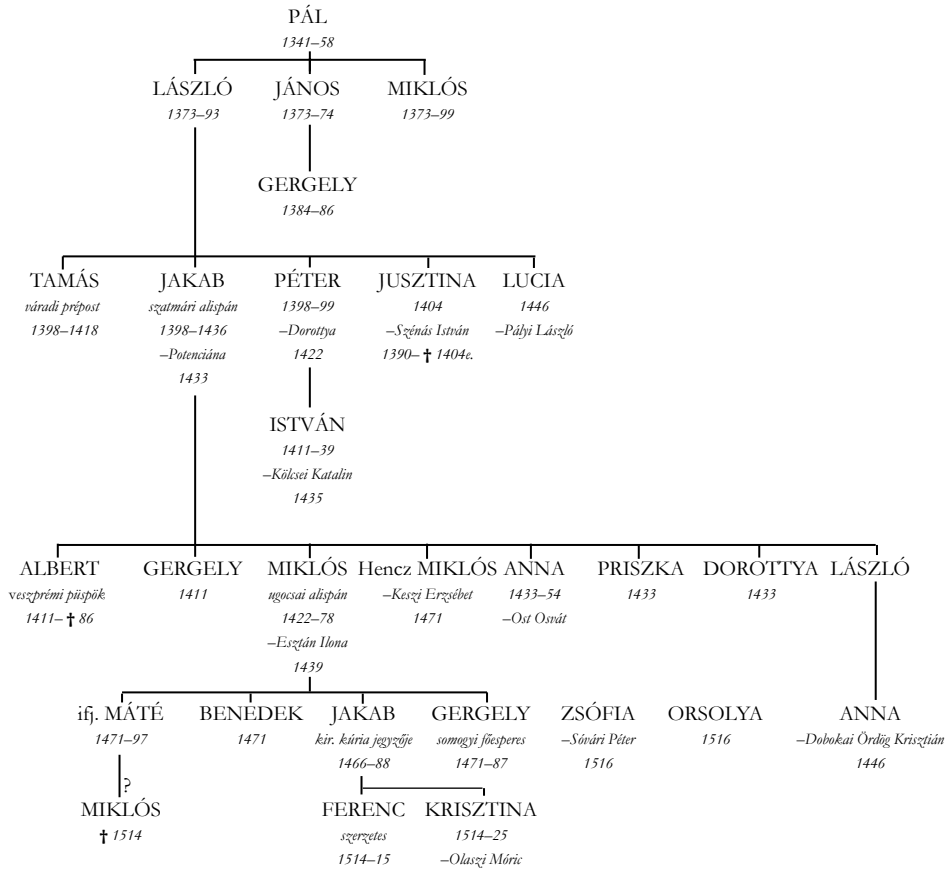 PÁL
1341–58
LÁSZLÓ JÁNOS MIKLÓS
1373–93 1373–74 1373–99
GERGELY
1384–86
TAMÁS JAKAB PÉTER JUSZTINA LUCIA
váradi prépost szatmári alispán 1398–99 1404 1446
1398–1418 1398–1436 –Dorottya –Szénás István –Pályi László
–Potenciána 1422 1390– † 1404e.
1433
ISTVÁN
1411–39
–Kölcsei Katalin
1435
ALBERT GERGELY MIKLÓS Hencz MIKLÓS ANNA PRISZKA DOROTTYA LÁSZLÓ
veszprémi püspök 1411 ugocsai alispán –Keszi Erzsébet 1433–54 1433 1433
1411– † 86 1422–78 1471 –Ost Osvát
–Esztán Ilona
1439
ifj. MÁTÉ BENEDEK JAKAB GERGELY ZSÓFIA ORSOLYA ANNA
1471–97 1471 kir. kúria jegyzője somogyi főesperes –Sóvári Péter 1516 –Dobokai Ördög Krisztián
1466–88 1471–87 1516 1446
?
MIKLÓS FERENC KRISZTINA
† 1514 szerzetes 1514–25
1514–15 –Olaszi Móric